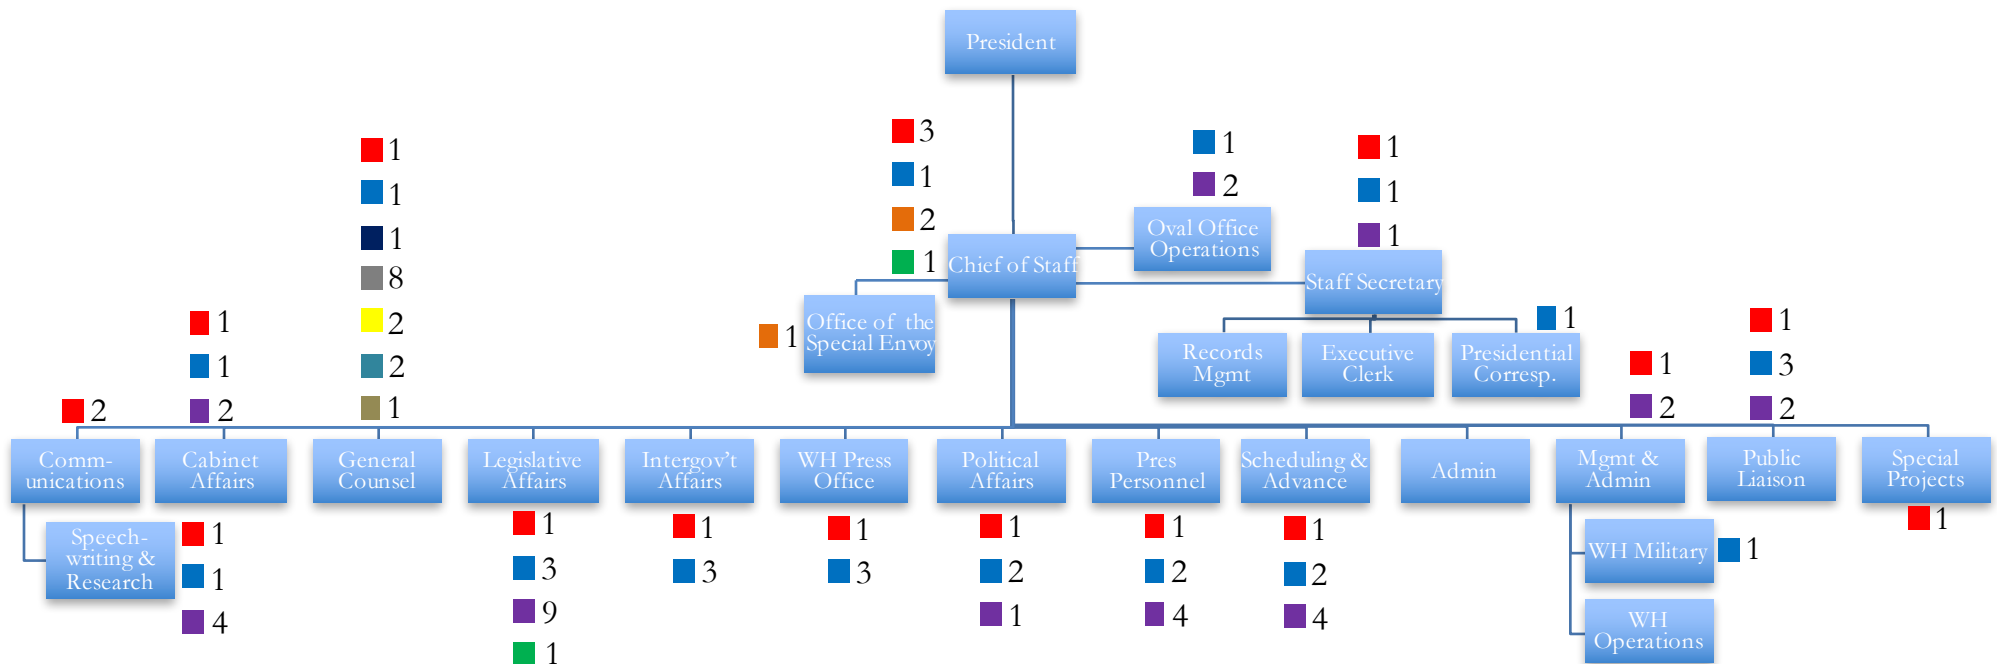 President
3
1
2
1
1
2
1
1
1
1
1
1
8
2
2
1
Oval Office
Operations
Chief of Staff
Staff Secretary
Office of the
Special Envoy
1
Records
Mgmt
Executive
Clerk
Presidential
Corresp.
1
2
1
1
2
1
2
1
3
2
Comm-
unications
Cabinet
Affairs
General
Counsel
Legislative
Affairs
Intergov't
Affairs
WH Press
Office
Political
Affairs
Pres
Personnel
Scheduling &
Advance
Admin
Mgmt &
Admin
Public
Liaison
Special
Projects
Speech-
writing &
Research
1
1
4
1
3
9
1
1
3
1
3
1
2
1
1
2
4
1
2
4
WH Military
1
WH
Operations
1